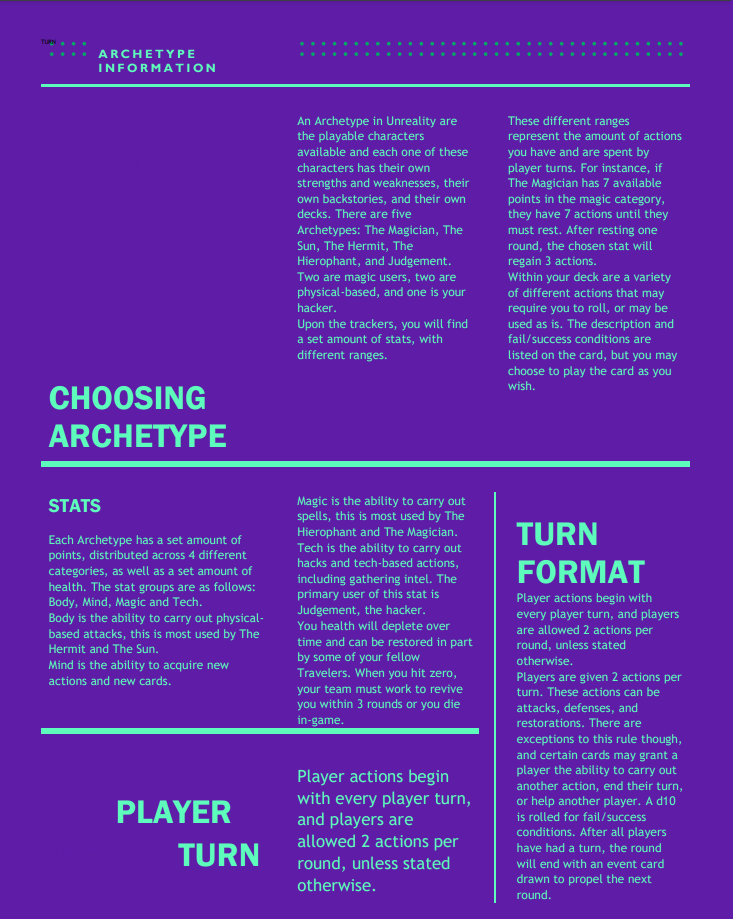 TURN
ARCHETYPE
INFORMATION
An Archetype in Unreality are
the playable characters
available and each one of these
characters has their own
strengths and weaknesses, their
own backstories, and their own
decks. There are five
Archetypes: The Magician, The
Sun, The Hermit, The
Hierophant, and Judgement.
Two are magic users, two are
physical-based, and one is your
hacker.
Upon the trackers, you will find
a set amount of stats, with
different ranges.
These different ranges
represent the amount of actions
you have and are spent by
player turns. For instance, if
The Magician has 7 available
points in the magic category,
they have 7 actions until they
must rest. After resting one
round, the chosen stat will
regain 3 actions.
Within your deck are a variety
of different actions that may
require you to roll, or may be
used as is. The description and
fail/success conditions are
listed on the card, but you may
choose to play the card as you
wish.
CHOOSING
ARCHETYPE
STATS
Each Archetype has a set amount of
points, distributed across 4 different
categories, as well as a set amount of
health. The stat groups are as follows:
Body, Mind, Magic and Tech.
Body is the ability to carry out physical-
based attacks, this is most used by The
Hermit and The Sun.
Mind is the ability to acquire new
actions and new cards.
Magic is the ability to carry out
spells, this is most used by The
Hierophant and The Magician.
Tech is the ability to carry out
hacks and tech-based actions,
including gathering intel. The
primary user of this stat is
Judgement, the hacker.
You health will deplete over
time and can be restored in part
by some of your fellow
Travelers. When you hit zero,
your team must work to revive
you within 3 rounds or you die
in-game.
TURN
FORMAT
Player actions begin with
every player turn, and players
are allowed 2 actions per
round, unless stated
otherwise.
Players are given 2 actions per
turn. These actions can be
attacks, defenses, and
restorations. There are
exceptions to this rule though,
and certain cards may grant a
player the ability to carry out
another action, end their turn,
or help another player. A d10
is rolled for fail/success
conditions. After all players
have had a turn, the round
will end with an event card
drawn to propel the next
round.
PLAYER
TURN
Player actions begin
with every player turn,
and players are
allowed 2 actions per
round, unless stated
otherwise.